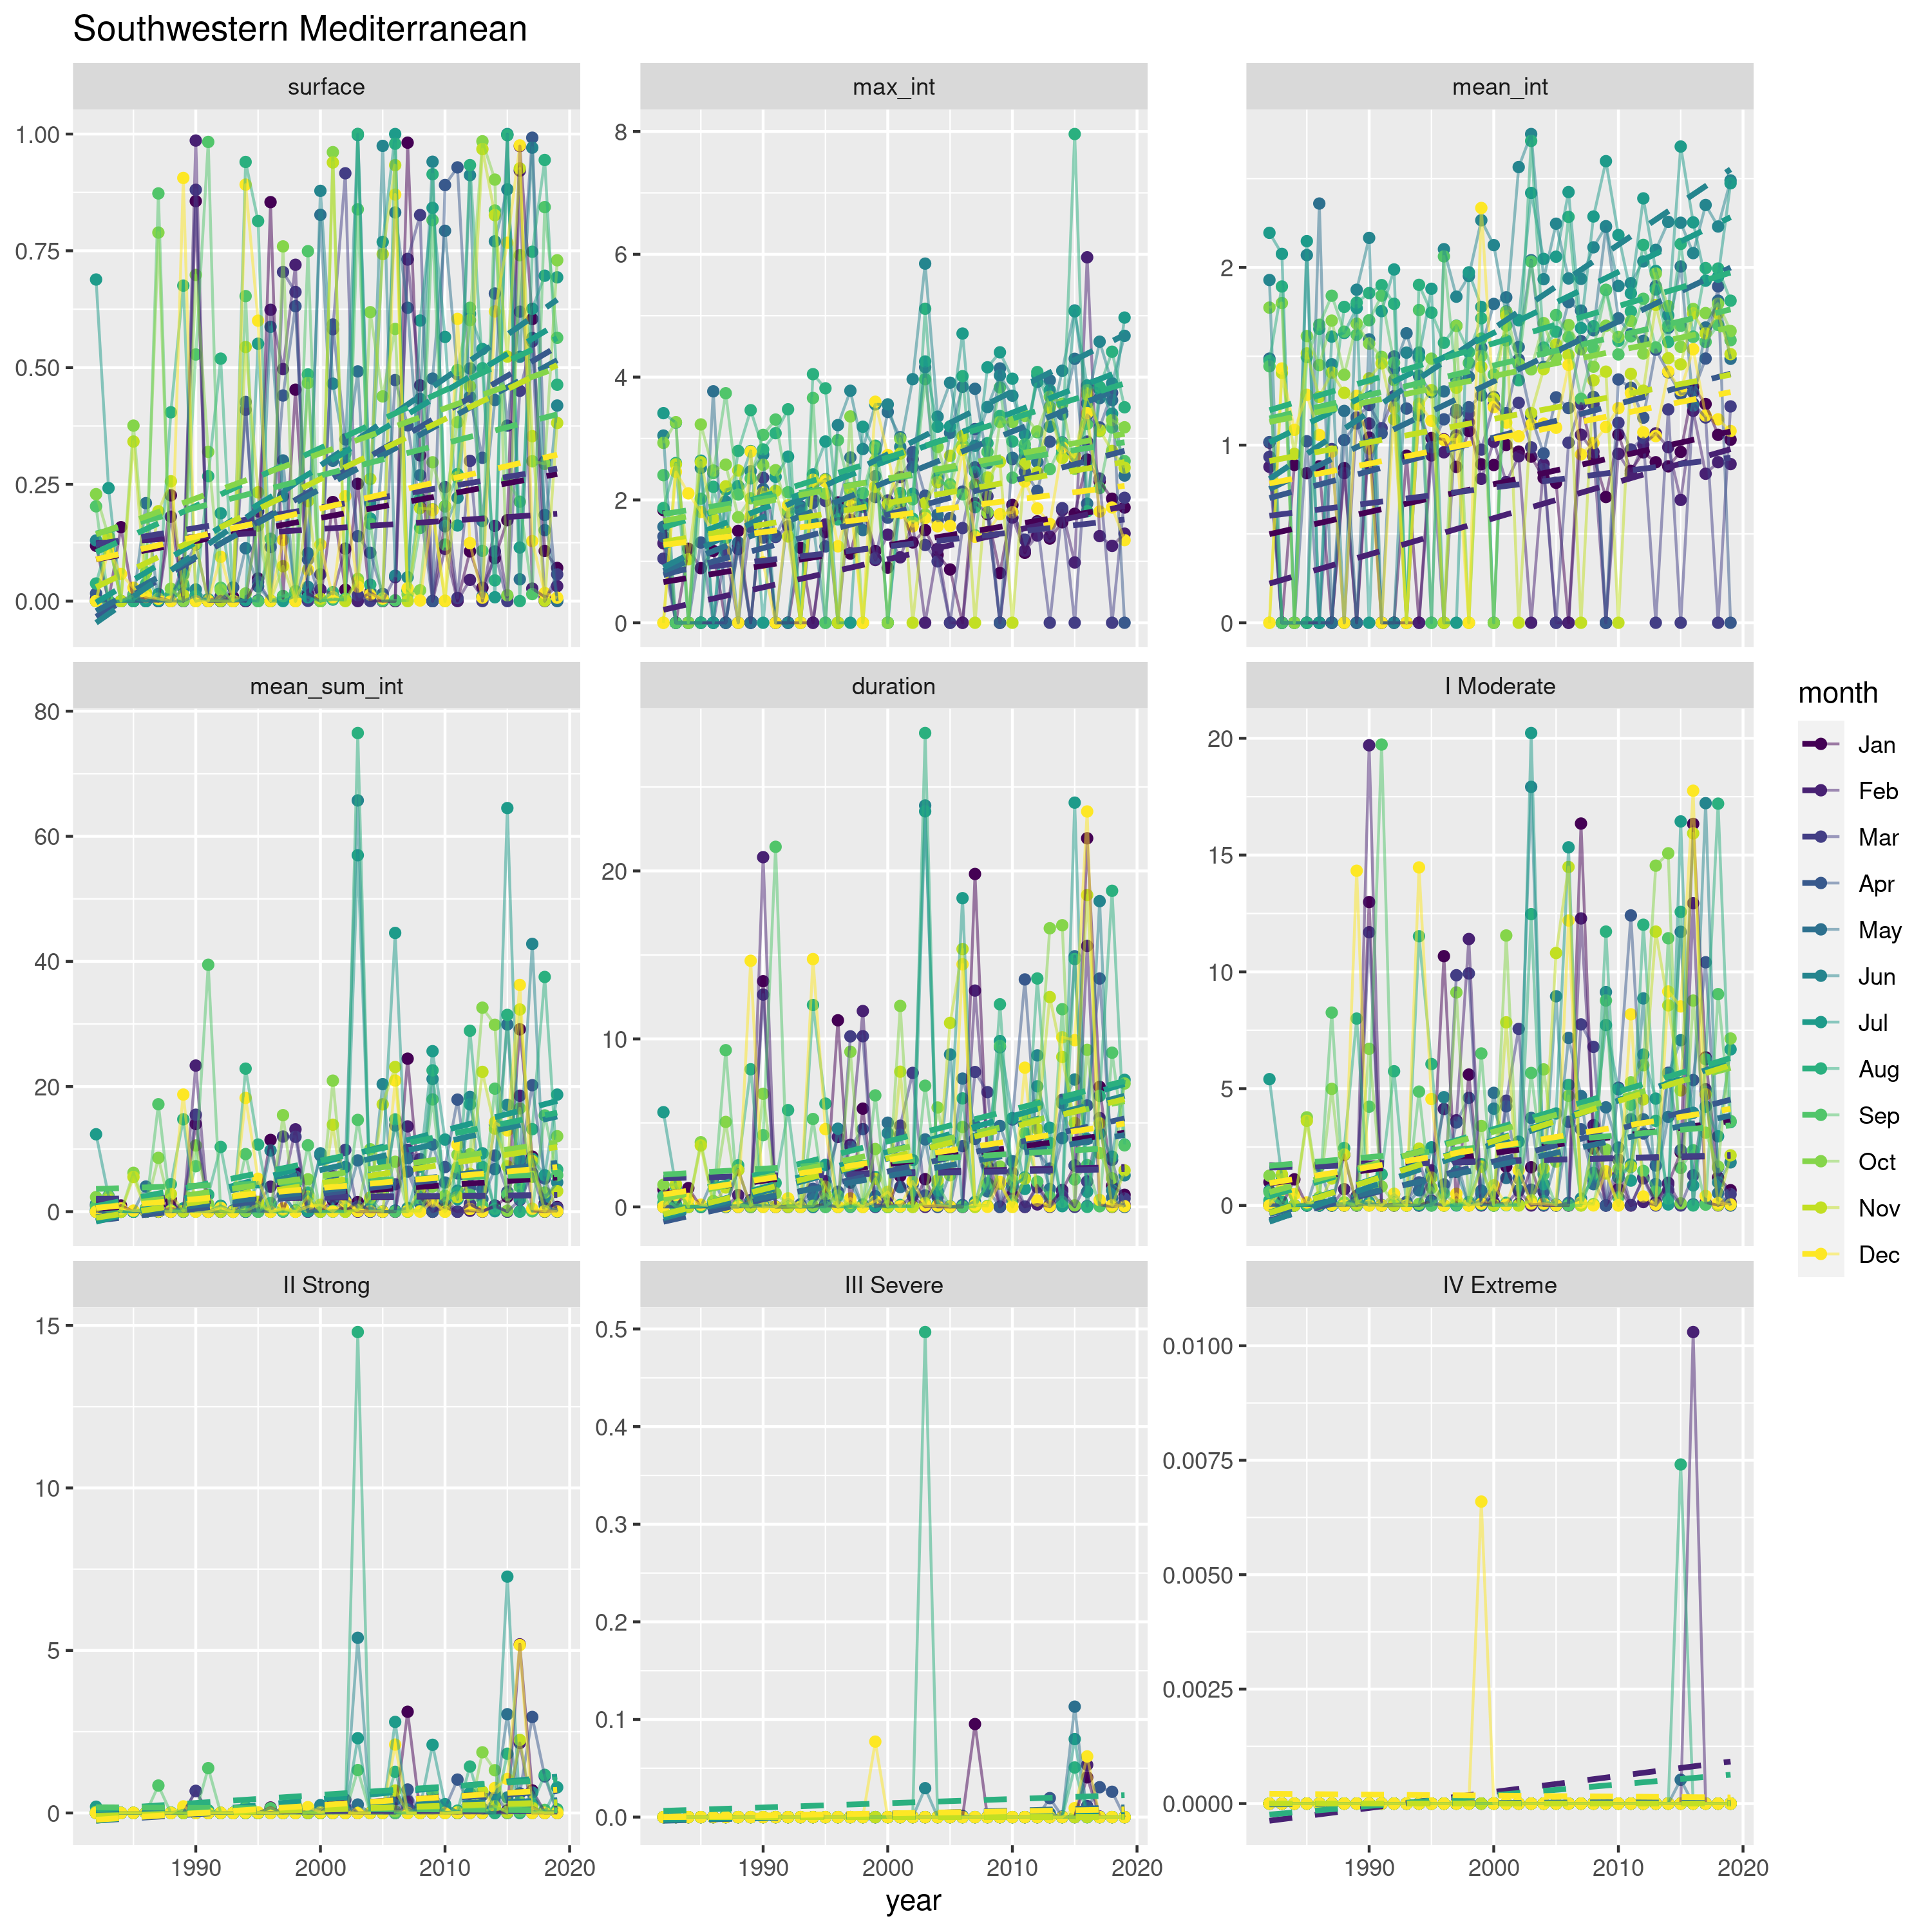 Southwestern Mediterranean
surface
max_int
mean_int
1.00
0.75
0.50
0.25
0.00
8
6
4
2
0
2
1
0
mean_sum_int
duration
I Moderate
80
60
40
20
0
20
10
0
20
15
10
5
0
month
Jan
Feb
Mar
Apr
May
Jun
Jul
Aug
Sep
Oct
Nov
Dec
II Strong
III Severe
IV Extreme
15
10
5
0
0.5
0.4
0.3
0.2
0.1
0.0
0.0100
0.0075
0.0050
0.0025
0.0000
1990 2000 2010 2020
1990 2000 2010 2020
1990 2000 2010 2020
year